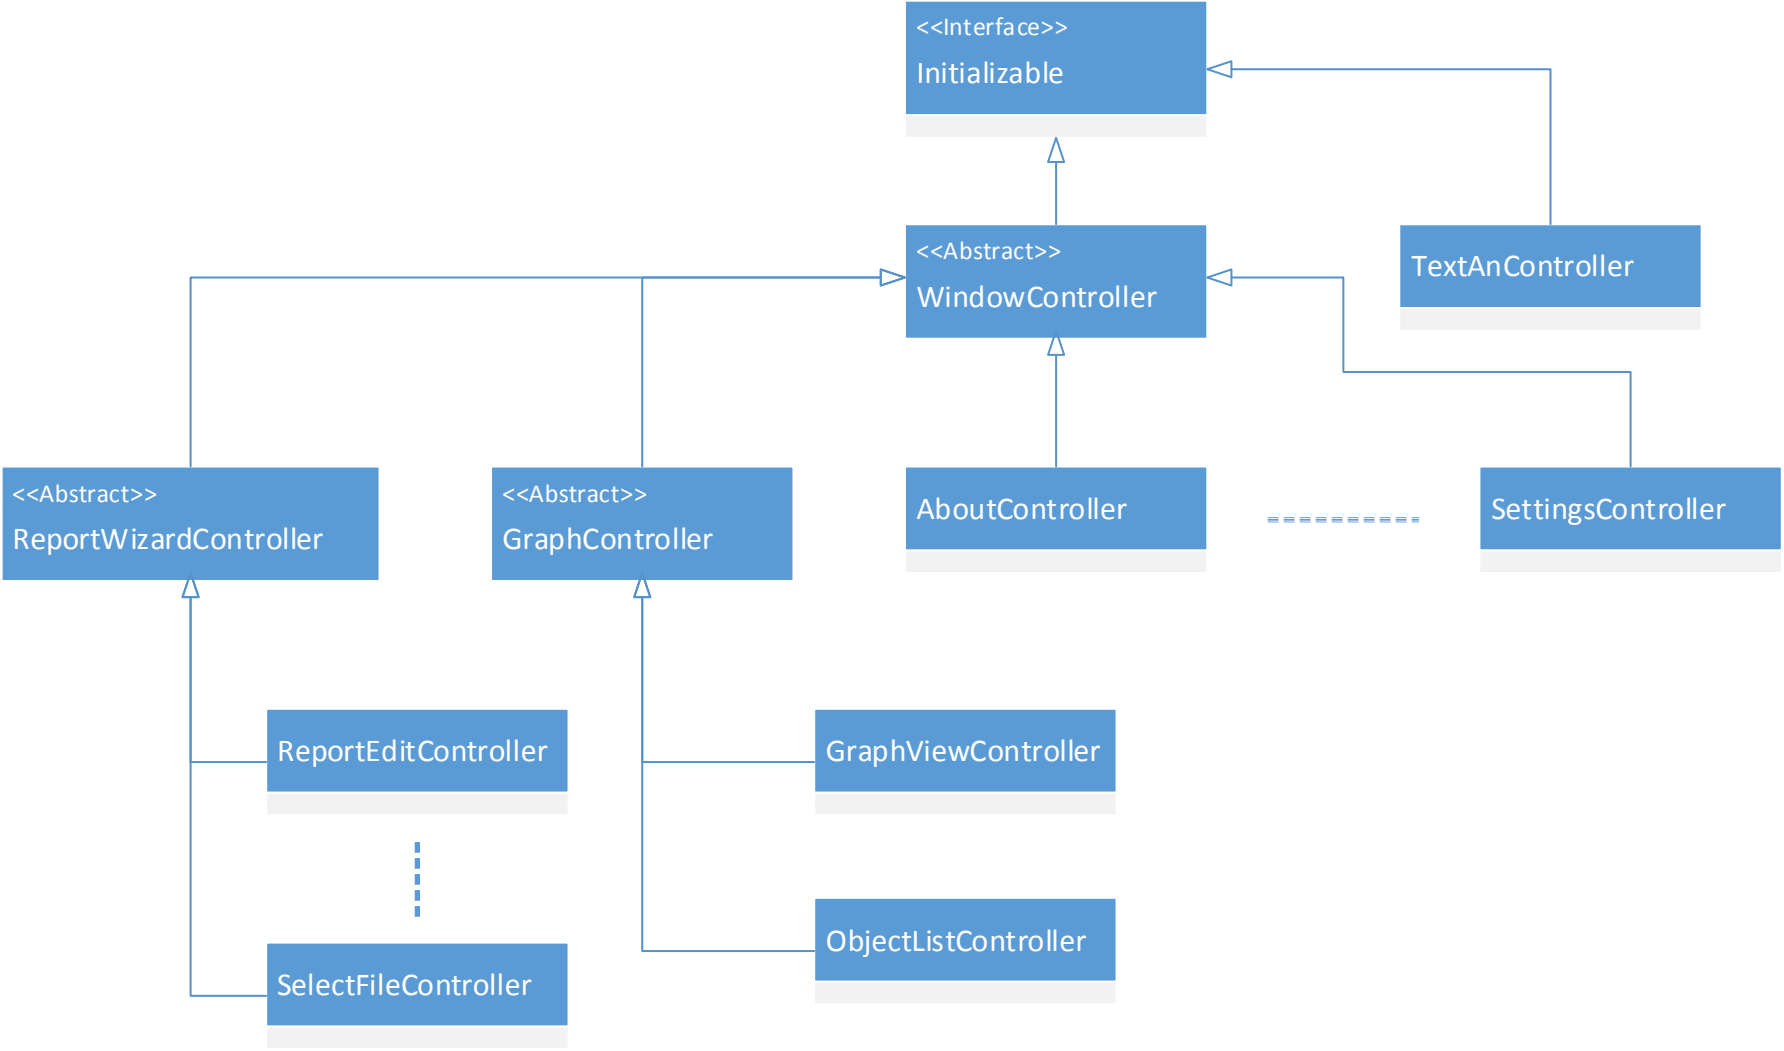 <<Interface>>
Initializable
<<Abstract>>
WindowController
TextAnController
<<Abstract>>
ReportWizardController
<<Abstract>>
GraphController
AboutController
SettingsController
ReportEditController
GraphViewController
ObjectListController
SelectFileController